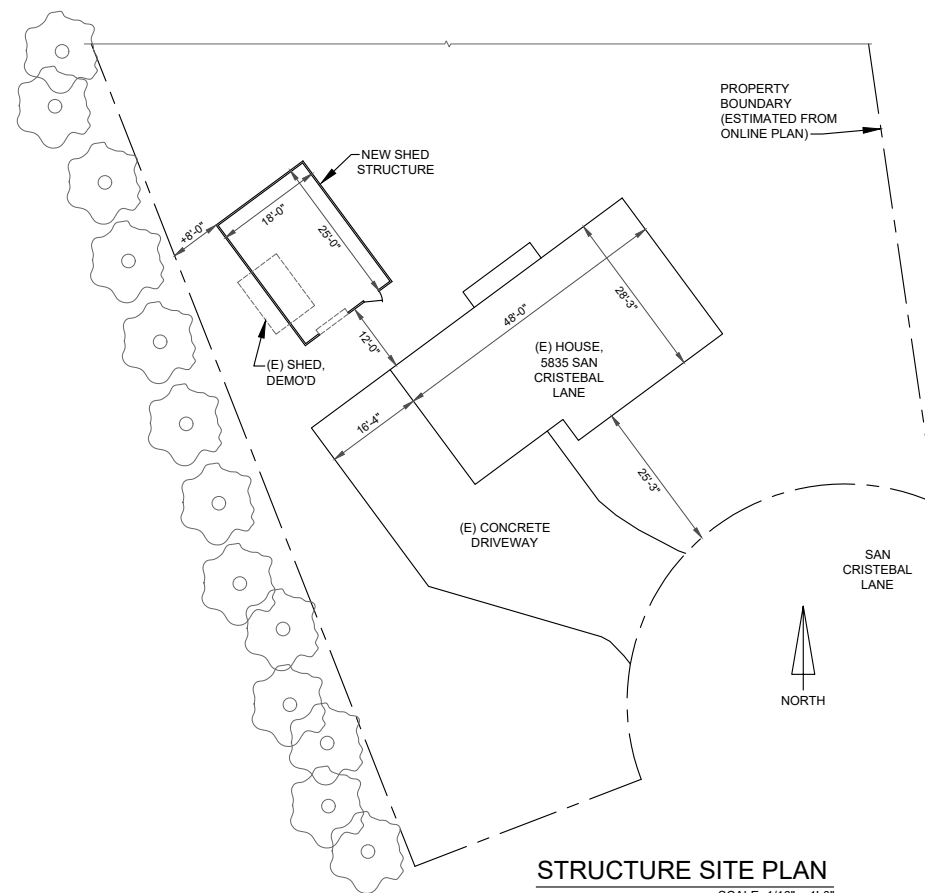 PROPERTY
BOUNDARY
(ESTIMATED FROM
ONLINE PLAN)
NEW SHED
STRUCTURE
+8'-0"
18'-0"
25'-0"
48'-0"
28'-3"
12'-0"
(E) HOUSE,
5835 SAN
CRISTEBAL
LANE
(E) SHED,
DEMO'D
16'-4"
25'-3"
(E) CONCRETE
DRIVEWAY
SAN
CRISTEBAL
LANE
NORTH
STRUCTURE SITE PLAN